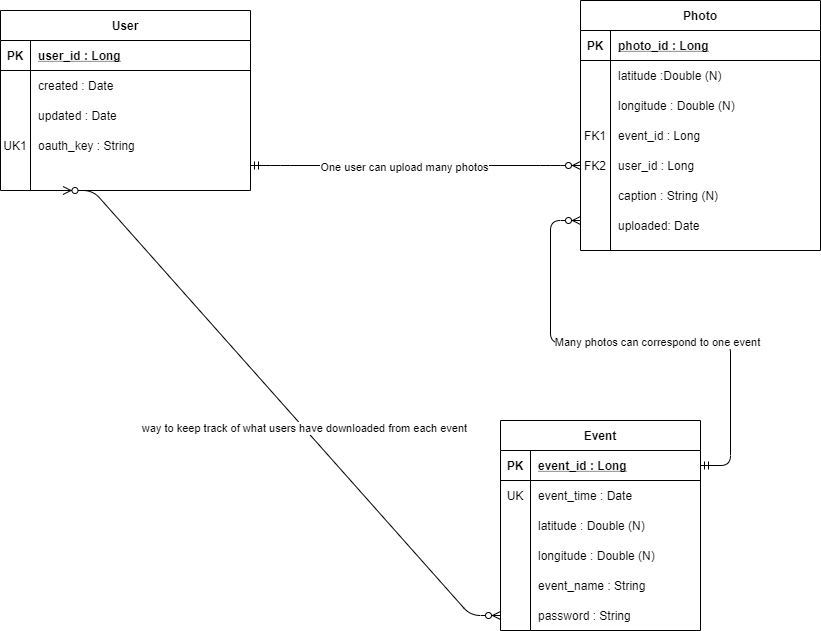 User
PK user_id : Long
created : Date
updated : Date
UK1 oauth_key : String
Photo
PK photo_id : Long
latitude :Double (N)
longitude : Double (N)
FK1 event_id : Long
FK2 user_id : Long
caption : String (N)
uploaded: Date
One user can upload many photos
Many photos can correspond to one event
way to keep track of what users have downloaded from each event
Event
PK event_id : Long
UK event_time : Date
latitude : Double (N)
longitude : Double (N)
event_name : String
password : String